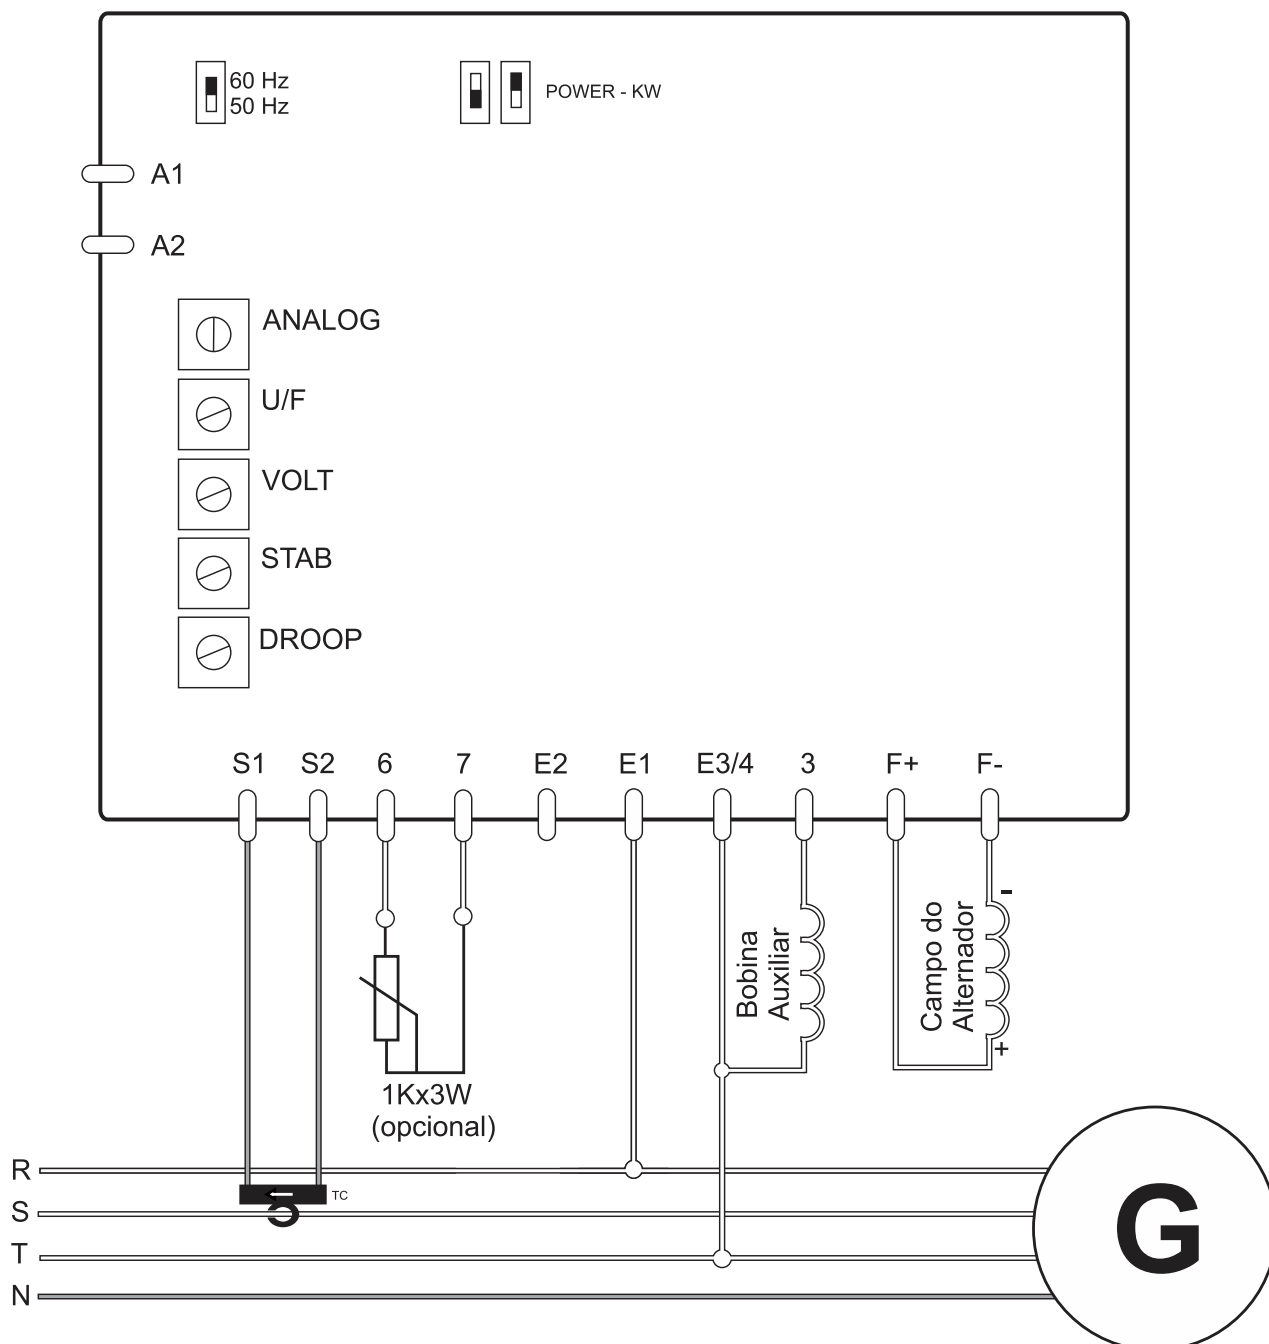 60 Hz
50 Hz
POWER - KW
A1
A2
ANALOG
U/F
VOLT
STAB
DROOP
S1 S2 6 7 E2 E1 E3/4 3 F+ F-
Bobina
Auxiliar
Campo do
Alternador
-
+
1Kx3W
(opcional)
R
TC
S
T
N
G